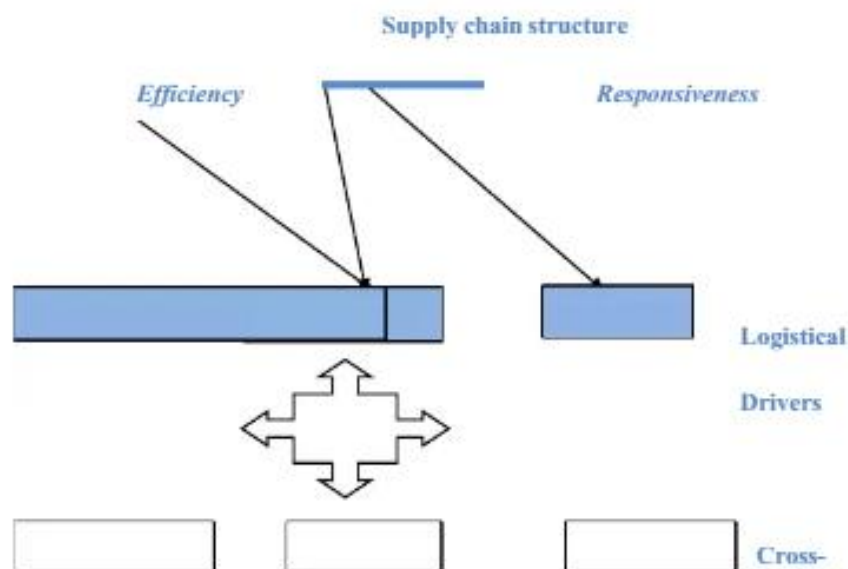 Supply chain structure
Efficiency
Responsiveness
Logistical
Drivers
Cross-